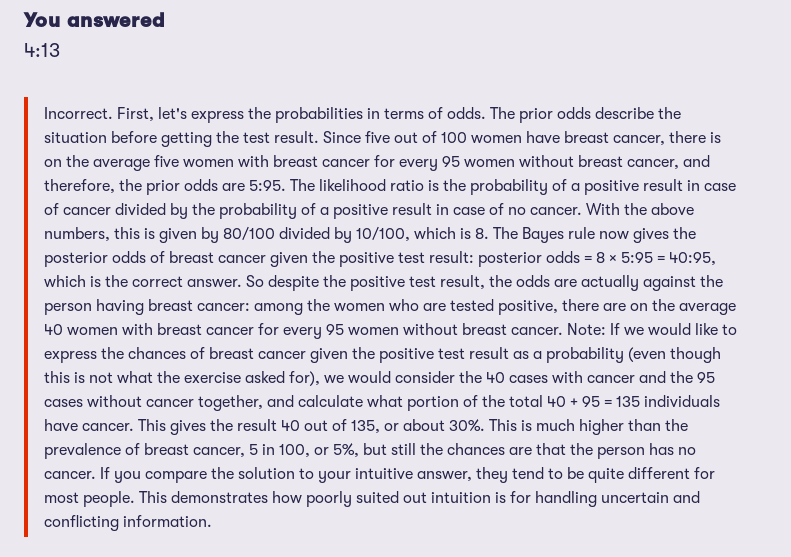 You answered
4:13
Incorrect. First, let's express the probabilities in terms of odds. The prior odds describe the
situation before getting the test result. Since five out of 100 women have breast cancer, there is
on the average five women with breast cancer for every 95 women without breast cancer, and
therefore, the prior odds are 5:95. The likelihood ratio is the probability of a positive result in case
of cancer divided by the probability of a positive result in case of no cancer. With the above
numbers, this is given by 80/100 divided by 10/100, which is 8. The Bayes rule now gives the
posterior odds of breast cancer given the positive test result: posterior odds = 8 × 5:95 = 40:95,
which is the correct answer. So despite the positive test result, the odds are actually against the
person having breast cancer: among the women who are tested positive, there are on the average
40 women with breast cancer for every 95 women without breast cancer. Note: If we would like to
express the chances of breast cancer given the positive test result as a probability (even though
this is not what the exercise asked for), we would consider the 40 cases with cancer and the 95
cases without cancer together, and calculate what portion of the total 40 + 95 = 135 individuals
have cancer. This gives the result 40 out of 135, or about 30%. This is much higher than the
prevalence of breast cancer, 5 in 100, or 5%, but still the chances are that the person has no
cancer. If you compare the solution to your intuitive answer, they tend to be quite different for
most people. This demonstrates how poorly suited out intuition is for handling uncertain and
conflicting information.